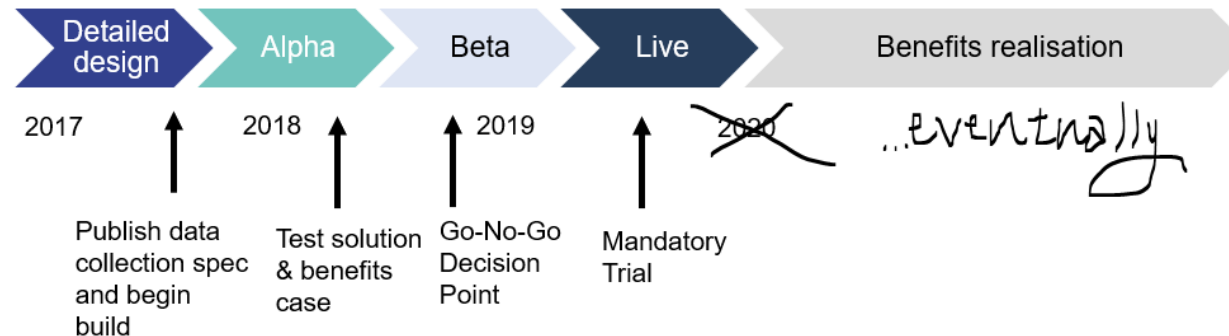 Detailed
design
Alpha
Beta
Live
Benefits realisation
2017
2018
2019
2020
...eventually
Publish data
collection spec
and begin
build
Test solution
& benefits
case
Go-No-Go
Decision
Point
Mandatory
Trial